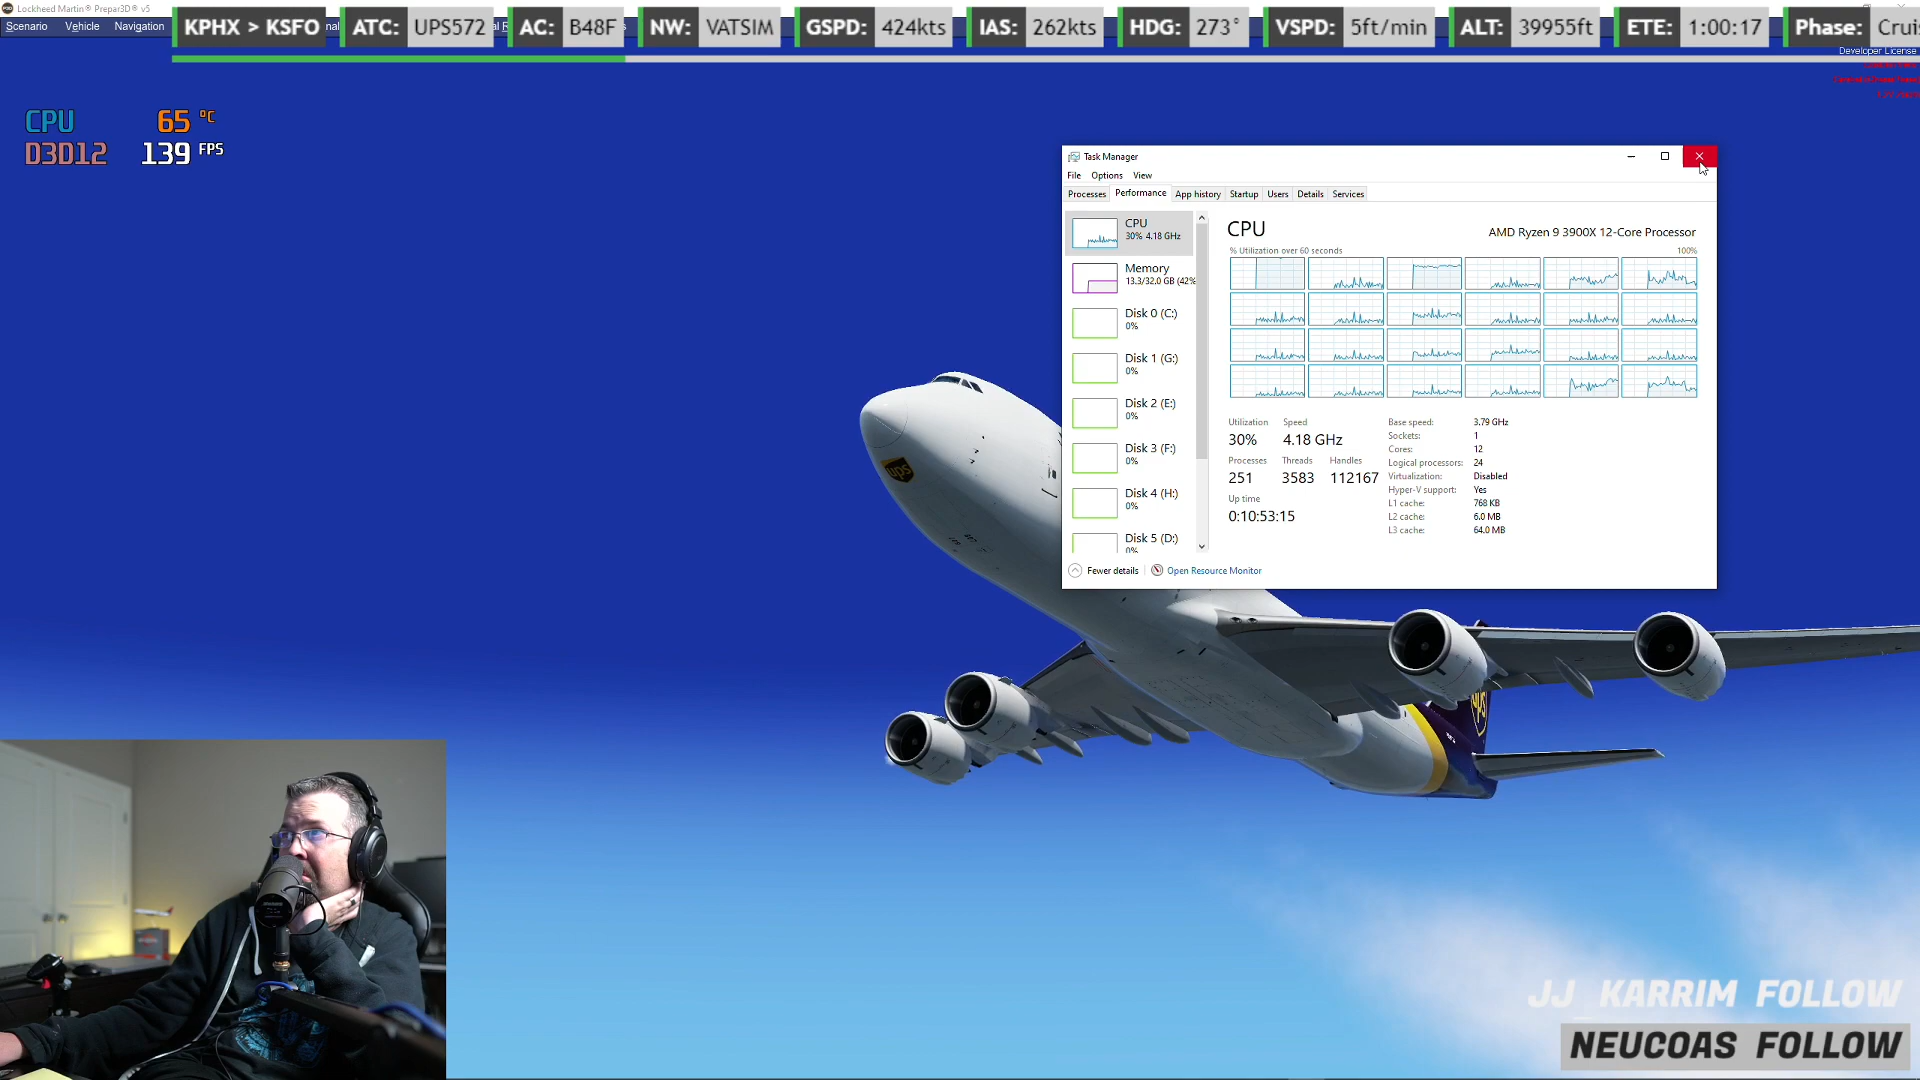 Lockheed Martin® Prepar3D® v5
Scenario Vehicle Navigation
KPHX > KSFO ATC: UPS572 AC: B48F NW: VATSIM GSPD: 424kts IAS: 262kts HDG: 273° VSPD: 5ft/min ALT: 39955ft ETE: 1:00:17 Phase: Cruis
Developer License
CPU 65 °C
D3D12 139 FPS
Task Manager
File Options View
Processes Performance App history Startup Users Details Services
CPU
30% 4.18 GHz
Memory
13.3/32.0 GB (42%
Disk 0 (C:)
0%
Disk 1 (G:)
0%
Disk 2 (E:)
0%
Disk 3 (F:)
0%
Disk 4 (H:)
0%
Disk 5 (D:)
0%
CPU AMD Ryzen 9 3900X 12-Core Processor
% Utilization over 60 seconds 100%
Utilization Speed
30% 4.18 GHz
Processes Threads Handles
251 3583 112167
Up time
0:10:53:15
Base speed: 3.79 GHz
Sockets: 1
Cores: 12
Logical processors: 24
Virtualization: Disabled
Hyper-V support: Yes
L1 cache: 768 KB
L2 cache: 6.0 MB
L3 cache: 64.0 MB
Fewer details Open Resource Monitor
ups
ups
JJ KARRIM FOLLOW
NEUCOAS FOLLOW